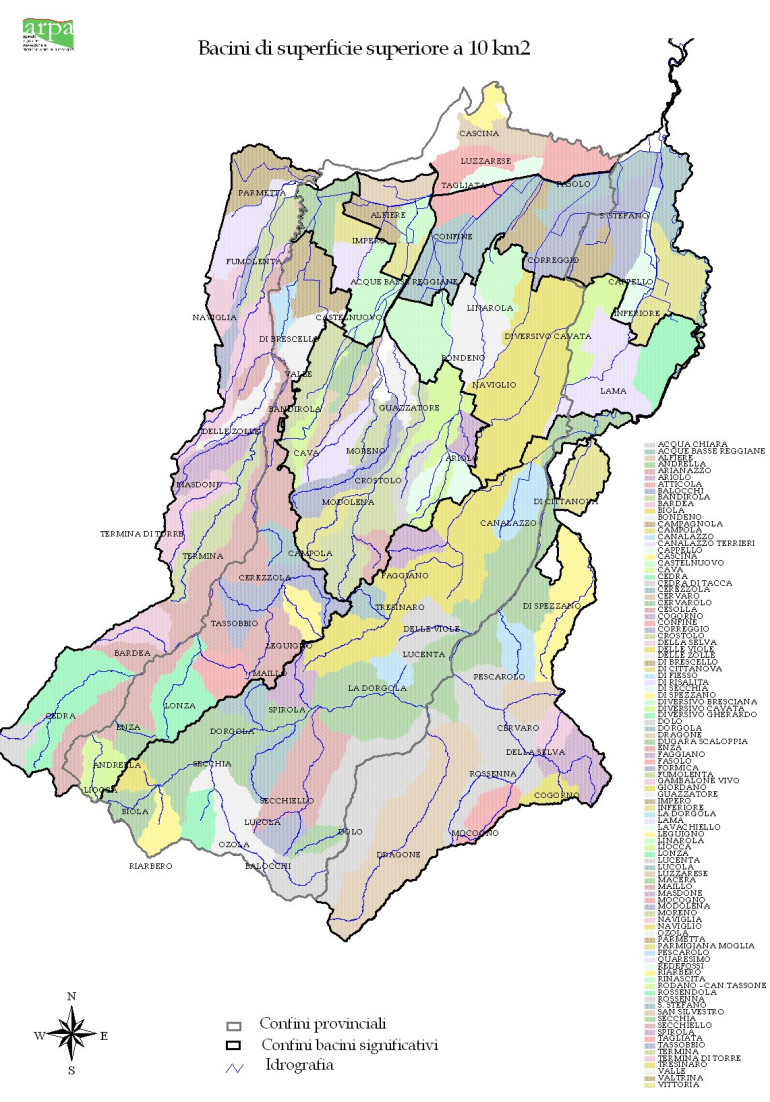 arpa
Bacini di superficie superiore a 10 km2
CASCINA
LUZZARESE
TAGLIATA
FASOLO
PARMETTA
ALFIERE
S. STEFANO
IMPERO
CONFINE
FUMOLENTA
CORREGGIO
ACQUE BASSE REGGIANE
CAPPELLO
LINAROLA
INFERIORE
NAVIGLIA
CASTELNUOVO
DI BRESCELLO
DIVERSIVO CAVATA
BONDENO
VALLE
NAVIGLIO
LAMA
BANDIROLA
GUAZZATORE
DELLE ZOLLE
CAVA
MORENO
ARIOLO
MASDONE
CROSTOLO
MODOLENA
DI CITTANOVA
CANALAZZO
TERMINA DI TORRE
TERMINA
CAMPOLA
CEREZZOLA
FAGGIANO
TRESINARO
DI SPEZZANO
TASSOBBIO
DELLE VIOLE
LEGUIGNO
BARDEA
LUCENTA
MAILLO
PESCAROLO
LA DORGOLA
LONZA
SPIROLA
CEDRA
ENZA
DORGOLA
CERVARO
DELLA SELVA
ANDRELLA
SECCHIA
ROSSENNA
LIOCCA
COGORNO
SECCHIELLO
BIOLA
LUCOLA
DOLO
MOCOGNO
OZOLA
DRAGONE
RIARBERO
BALOCCHI
ACQUA CHIARA
ACQUE BASSE REGGIANE
ALFIERE
ANDRELLA
ARIANAZZO
ARIOLO
ATTICOLA
BALOCCHI
BANDIROLA
BARDEA
BIOLA
BONDENO
CAMPAGNOLA
CAMPOLA
CANALAZZO
CANALAZZO TERRIERI
CAPPELLO
CASCINA
CASTELNUOVO
CAVA
CEDRA
CEDRA DI TACCA
CEREZZOLA
CERVARO
CERVAROLO
CESOLLA
COGORNO
CONFINE
CORREGGIO
CROSTOLO
DELLA SELVA
DELLE VIOLE
DELLE ZOLLE
DI BRESCELLO
DI CITTANOVA
DI FIESSO
DI RISALITA
DI SECCHIA
DI SPEZZANO
DIVERSIVO BRESCIANA
DIVERSIVO CAVATA
DIVERSIVO GHERARDO
DOLO
DORGOLA
DRAGONE
DUGARA SCALOPPIA
ENZA
FAGGIANO
FASOLO
FORMICA
FUMOLENTA
GAMBALONE VIVO
GIORDANO
GUAZZATORE
IMPERO
INFERIORE
LA DORGOLA
LAMA
LAVACHIELLO
LEGUIGNO
LINAROLA
LIOCCA
LONZA
LUCENTA
LUCOLA
LUZZARESE
MACERA
MAILLO
MASDONE
MOCOGNO
MODOLENA
MORENO
NAVIGLIA
NAVIGLIO
OZOLA
PARMETTA
PARMIGIANA MOGLIA
PESCAROLO
QUARESIMO
REDEFOSSI
RIARBERO
RINASCITA
RODANO - CAN.TASSONE
ROSSENDOLA
ROSSENNA
S. STEFANO
SAN SILVESTRO
SECCHIA
SECCHIELLO
SPIROLA
TAGLIATA
TASSOBBIO
TERMINA
TERMINA DI TORRE
TRESINARO
VALLE
VALTRINA
VITTORIA
N
W E
S
Confini provinciali
Confini bacini significativi
Idrografia